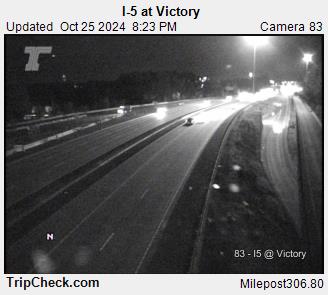 I-5 at Victory
Updated Oct 25 2024 8:23 PM Camera 83
T
N
83 - I5 @ Victory
TripCheck.com Milepost306.80